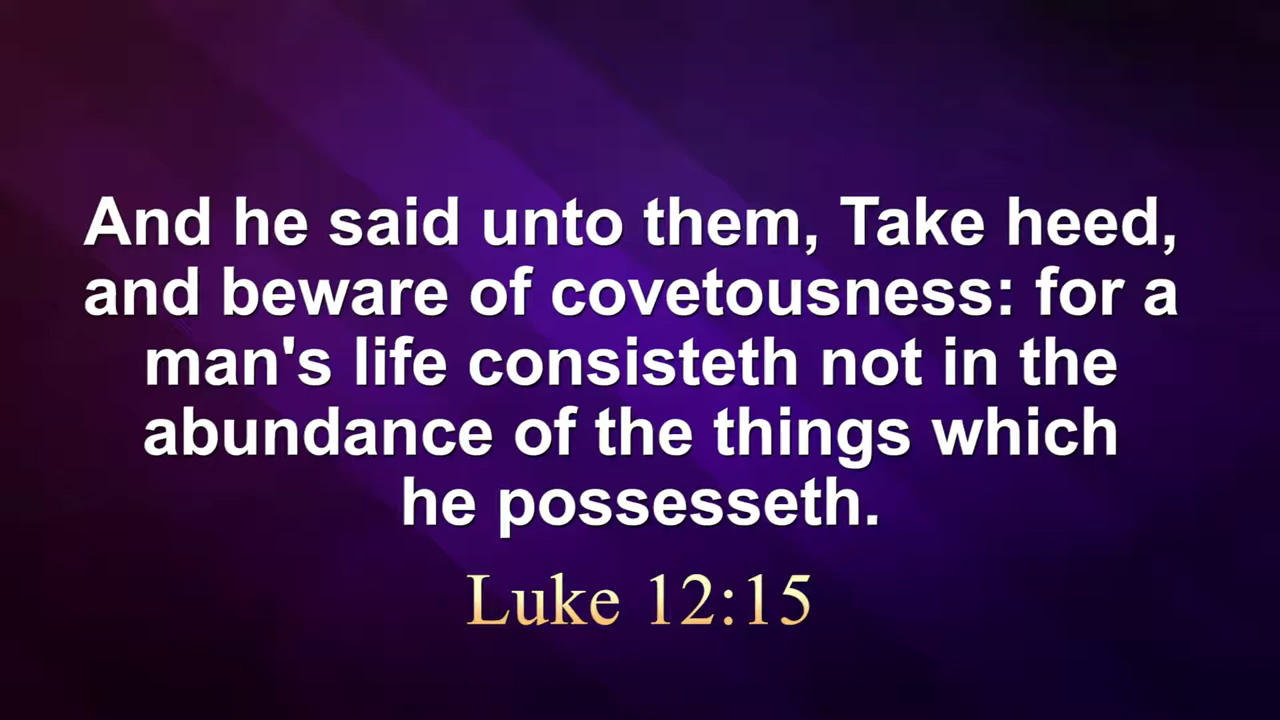 And he said unto them, Take heed,
and beware of covetousness: for a
man's life consisteth not in the
abundance of the things which
he possesseth.
Luke 12:15